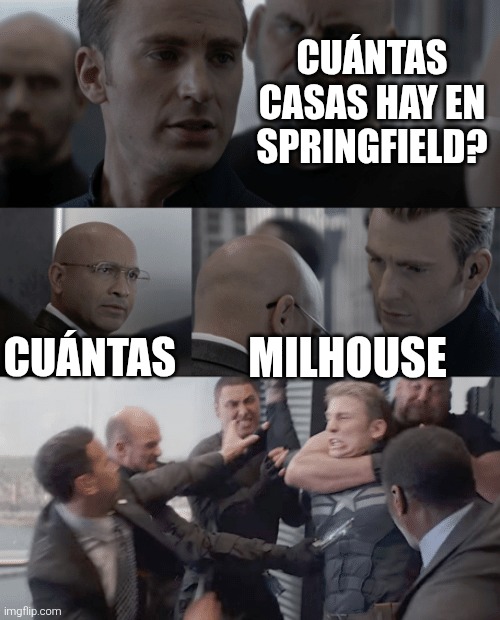 CUÁNTAS
CASAS HAY EN
SPRINGFIELD?
CUÁNTAS
MILHOUSE
imgflip.com